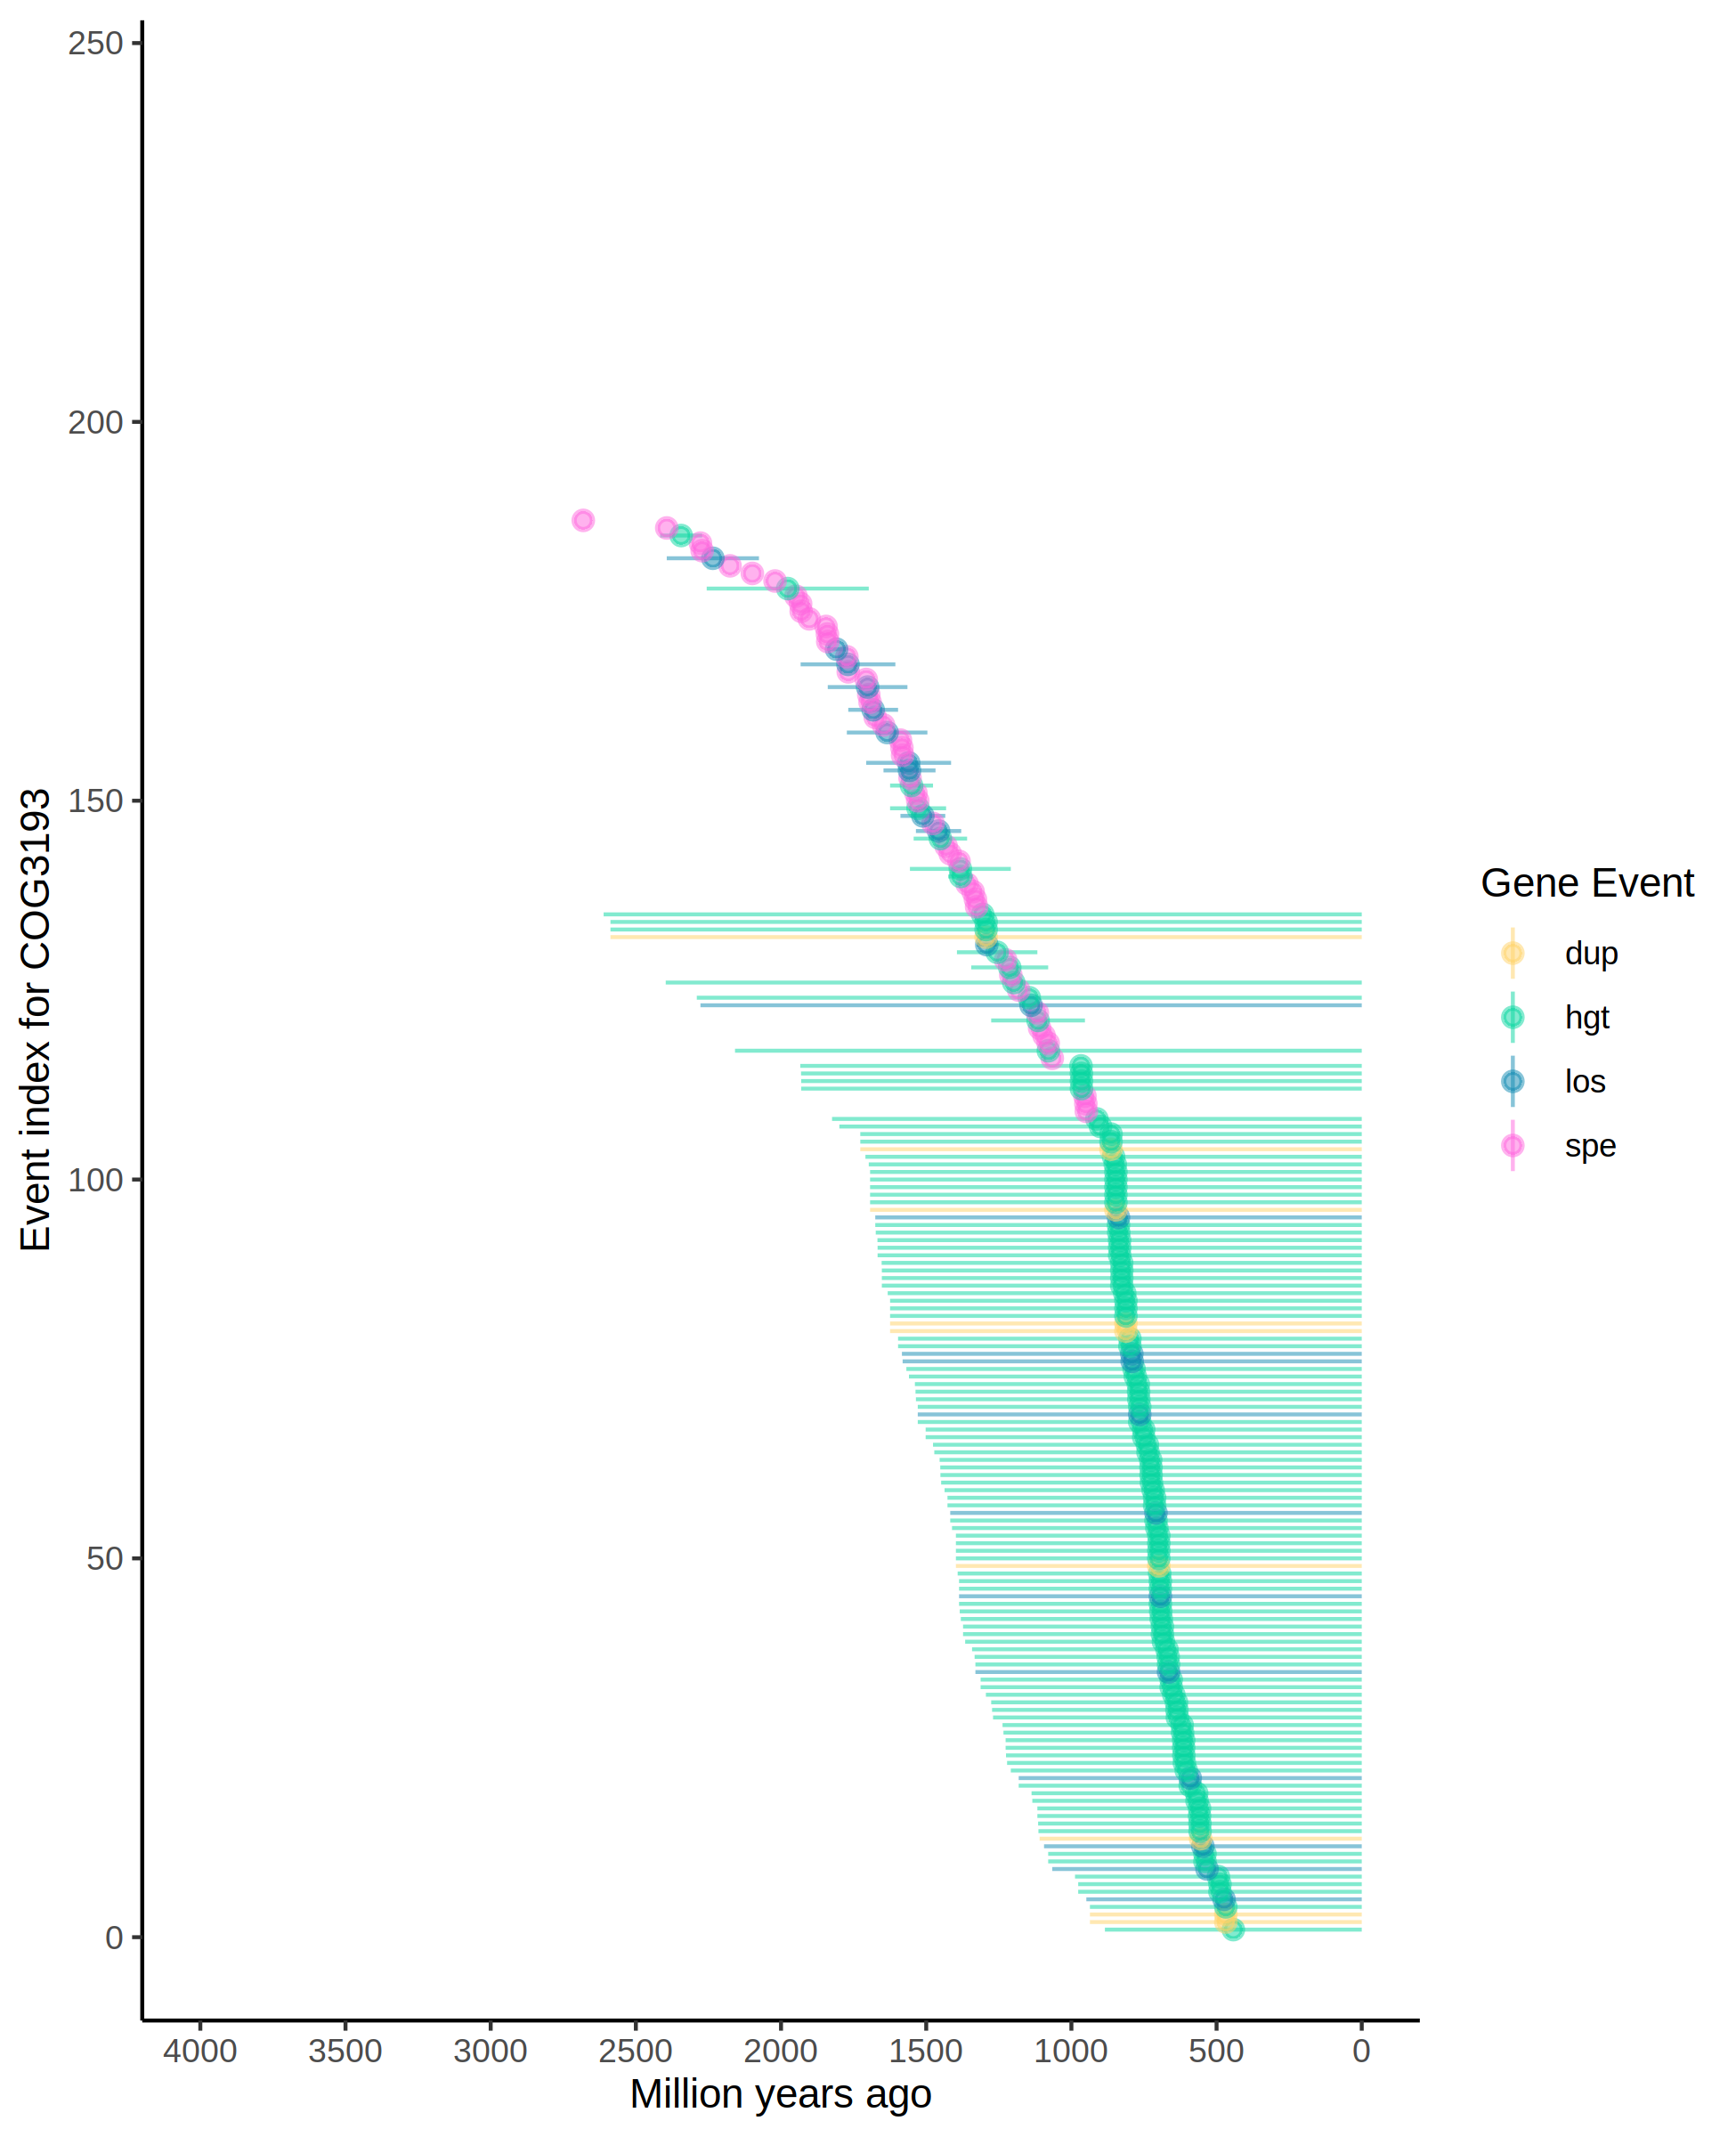 250
200
150
100
50
0
Event index for COG3193
4000 3500 3000 2500 2000 1500 1000 500 0
Million years ago
Gene Event
dup
hgt
los
spe